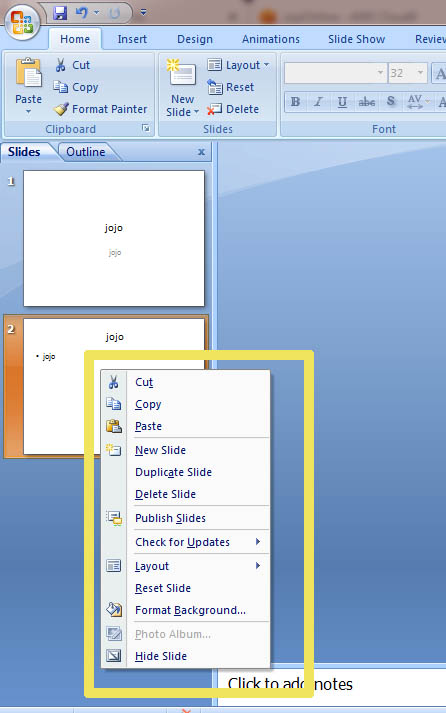 Home Insert Design Animations Slide Show Review
Cut
Copy
Format Painter
Paste
Clipboard
New
Slide
Layout
Reset
Delete
Slides
32
B I U abc S AV
Font
Slides Outline x
1
jojo
jojo
2
jojo
• jojo
Cut
Copy
Paste
New Slide
Duplicate Slide
Delete Slide
Publish Slides
Check for Updates
Layout
Reset Slide
Format Background...
Photo Album...
Hide Slide
Click to add notes